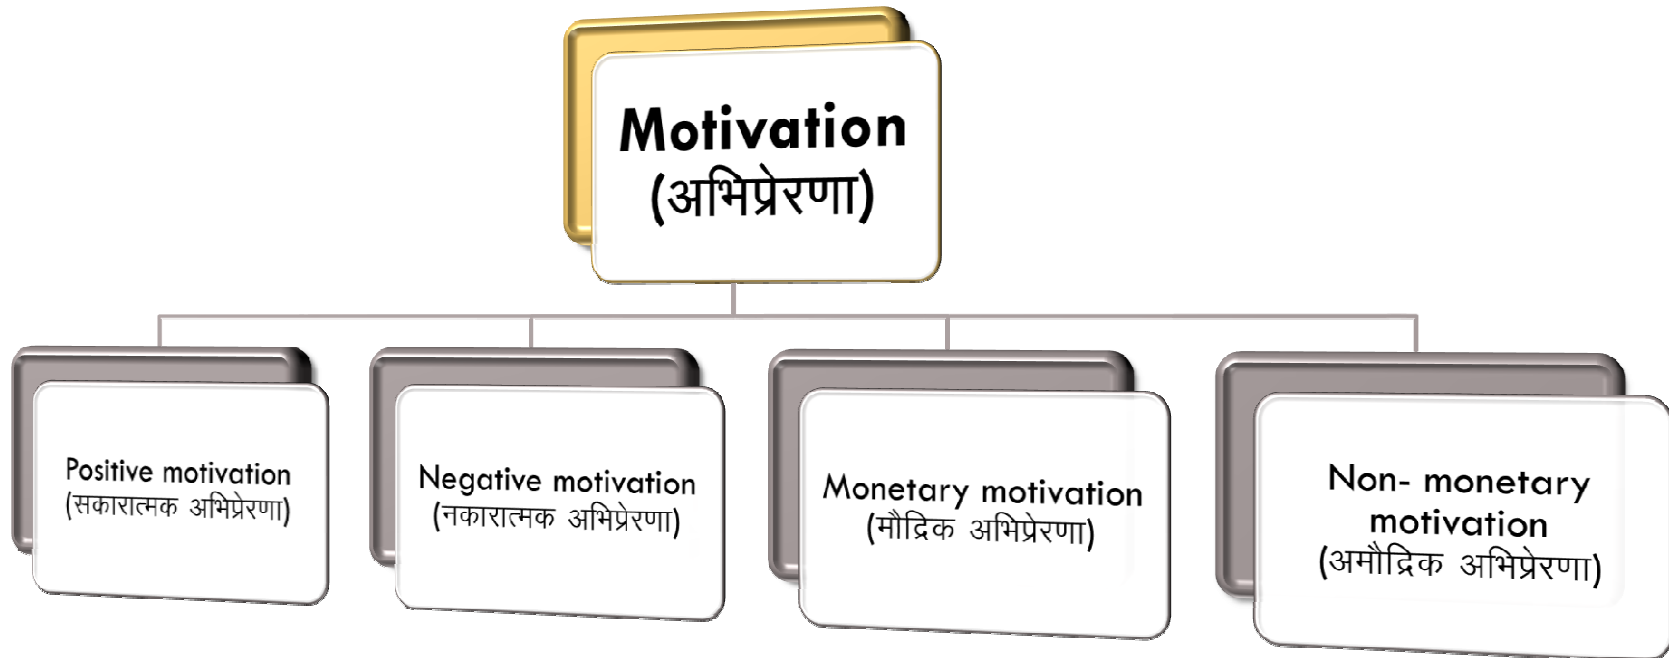 Motivation
(अभिप्रेरणा)
Positive motivation
(सकारात्मक अभिप्रेरणा)
Negative motivation
(नकारात्मक अभिप्रेरणा)
Monetary motivation
(मौद्रिक अभिप्रेरणा)
Non- monetary
motivation
(अमौद्रिक अभिप्रेरणा)